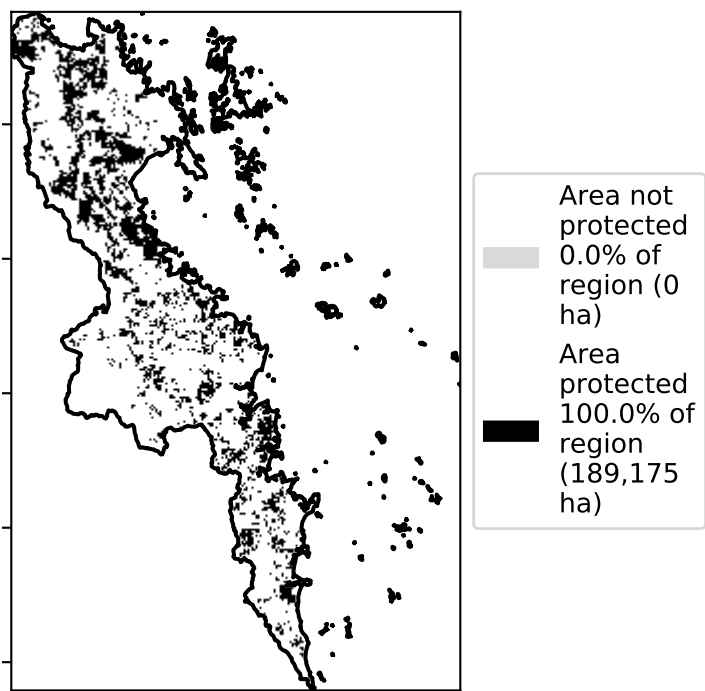 Area not
protected
0.0% of
region (0
ha)
Area
protected
100.0% of
region
(189,175
ha)